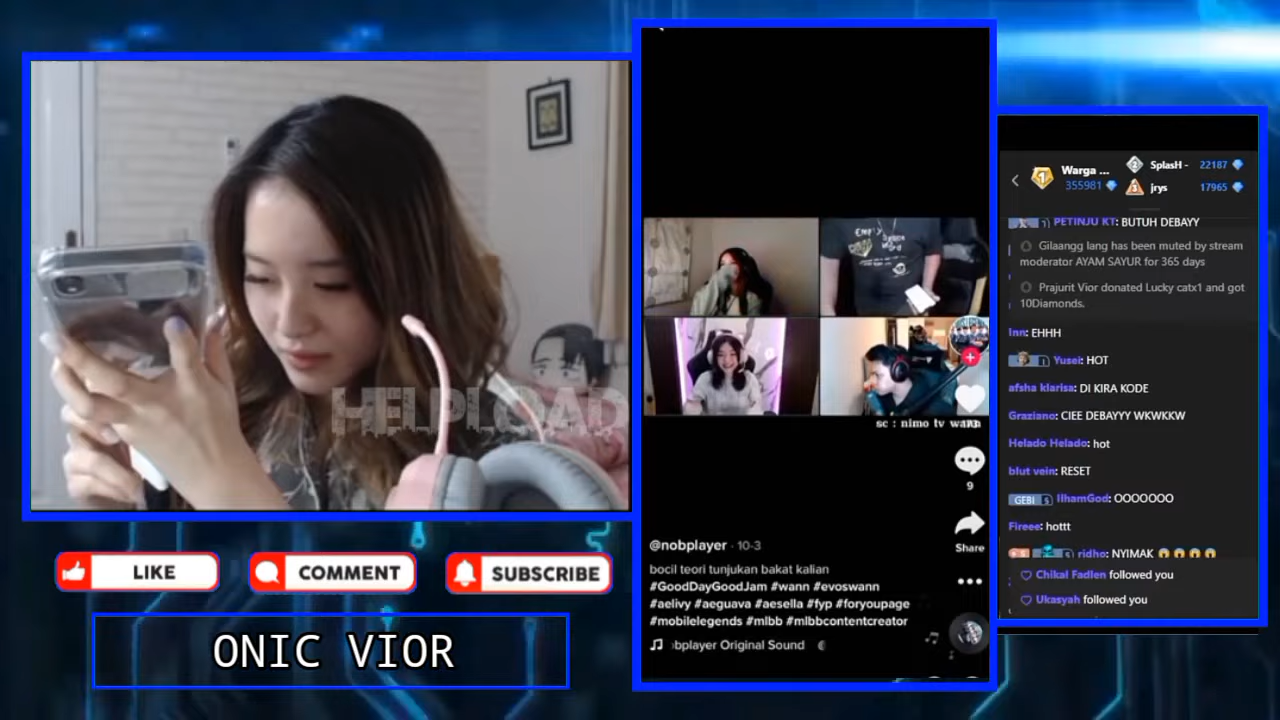 HELPLOAD
LIKE
COMMENT
SUBSCRIBE
ONIC VIOR
sc : nimo tv wann
9
Share
@nobplayer · 10-3
bocil teori tunjukan bakat kalian
#GoodDayGoodJam #wann #evoswann
#aelivy #aeguava #aesella #fyp #foryoupage
#mobilelegends #mlbb #mlbbcontentcreator
bplayer Original Sound
Warga ...
355981
SplasH - 22187
jrys 17965
PETINJU KT: BUTUH DEBAYY
Gilaangg lang has been muted by stream
moderator AYAM SAYUR for 365 days
Prajurit Vior donated Lucky catx1 and got
10Diamonds.
Inn: EHHH
Yusei: HOT
afsha klarisa: DI KIRA KODE
Graziano: CIEE DEBAYYY WKWKKW
Helado Helado: hot
blut vein: RESET
GEBI 5 IlhamGod: OOOOOOO
Fireee: hottt
ridho: NYIMAK 😱 😱 😱 😱
Chikal Fadlen followed you
Ukasyah followed you